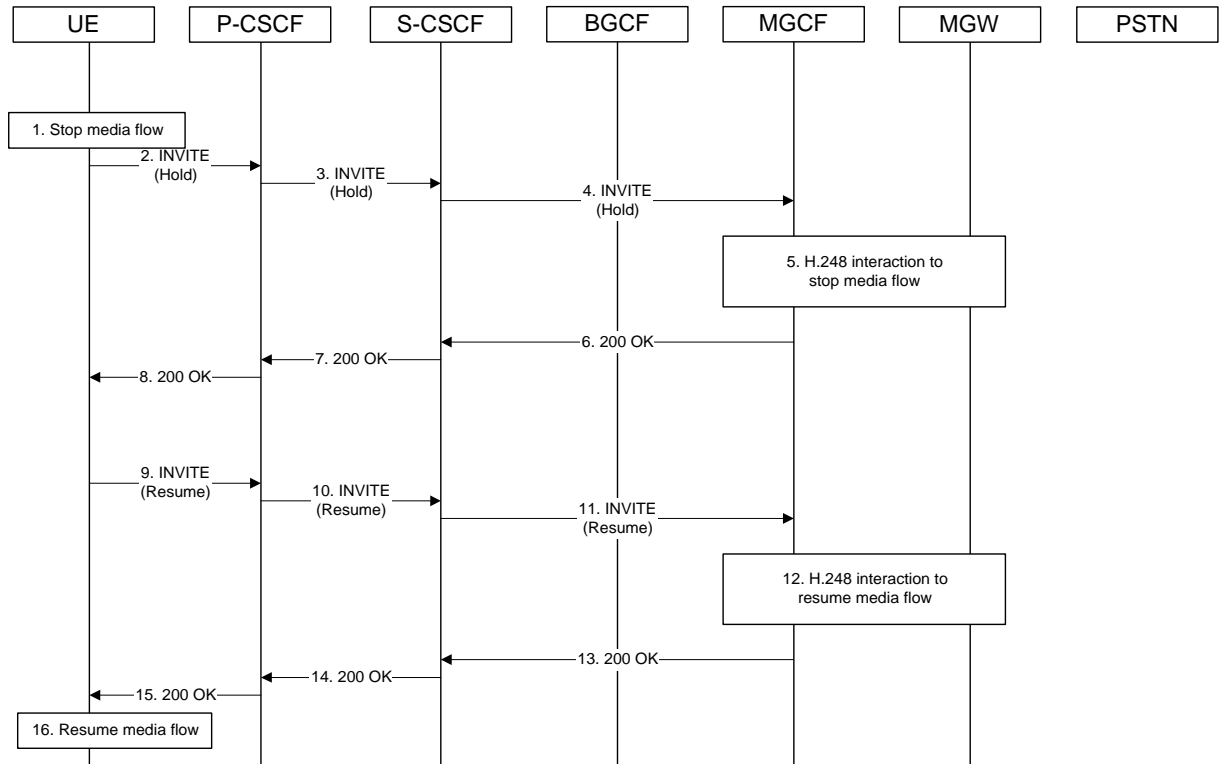 UE
P-CSCF
S-CSCF
BGCF
MGCF
MGW
PSTN
1. Stop media flow
2. INVITE
(Hold)
3. INVITE
(Hold)
4. INVITE
(Hold)
5. H.248 interaction to
stop media flow
6. 200 OK
7. 200 OK
8. 200 OK
9. INVITE
(Resume)
10. INVITE
(Resume)
11. INVITE
(Resume)
12. H.248 interaction to
resume media flow
13. 200 OK
14. 200 OK
15. 200 OK
16. Resume media flow